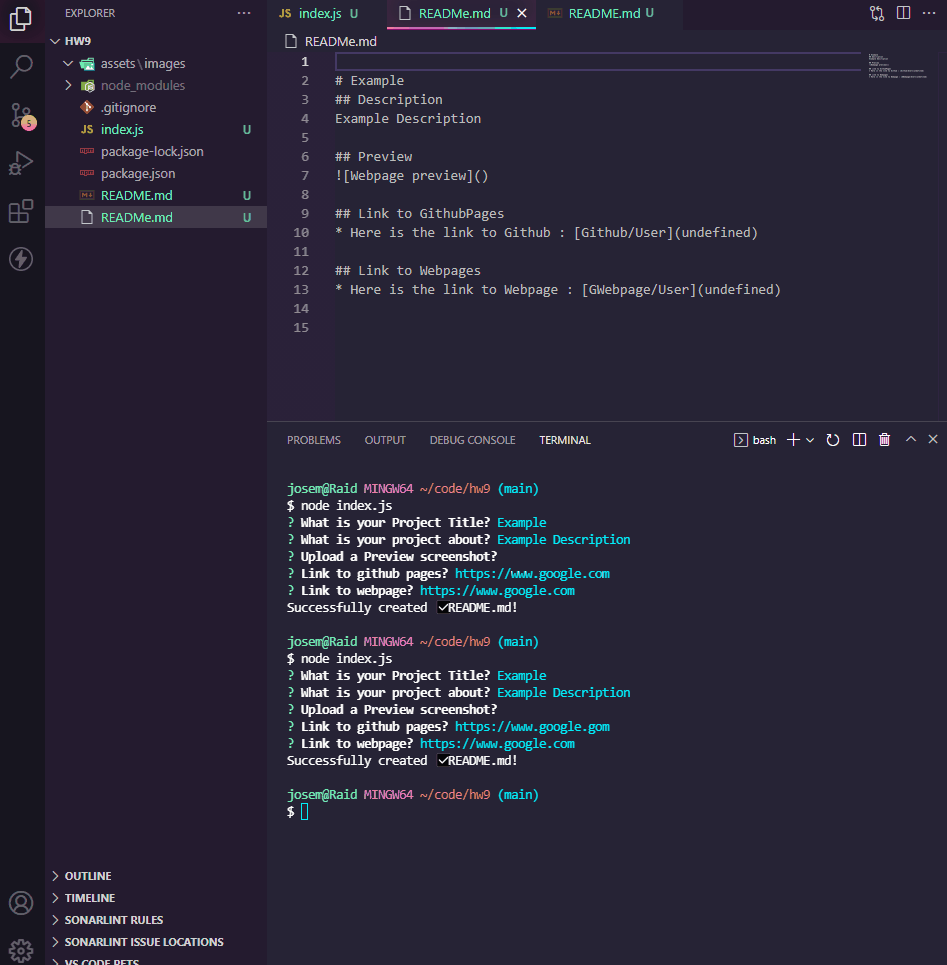 EXPLORER
HW9
assets\images
node_modules
.gitignore
index.js U
package-lock.json
package.json
README.md U
READMe.md U
OUTLINE
TIMELINE
SONARLINT RULES
SONARLINT ISSUE LOCATIONS
VS CODE PETS
5
JS index.js U READMe.md U README.md U
READMe.md
1
2 # Example
3 ## Description
4 Example Description
5
6 ## Preview
7 ![Webpage preview]()
8
9 ## Link to GithubPages
10 * Here is the link to Github : [Github/User](undefined)
11
12 ## Link to Webpages
13 * Here is the link to Webpage : [GWebpage/User](undefined)
14
15
PROBLEMS OUTPUT DEBUG CONSOLE TERMINAL bash
josem@Raid MINGW64 ~/code/hw9 (main)
$ node index.js
? What is your Project Title? Example
? What is your project about? Example Description
? Upload a Preview screenshot?
? Link to github pages? https://www.google.com
? Link to webpage? https://www.google.com
Successfully created ✅README.md!
josem@Raid MINGW64 ~/code/hw9 (main)
$ node index.js
? What is your Project Title? Example
? What is your project about? Example Description
? Upload a Preview screenshot?
? Link to github pages? https://www.google.gom
? Link to webpage? https://www.google.com
Successfully created ✅README.md!
josem@Raid MINGW64 ~/code/hw9 (main)
$